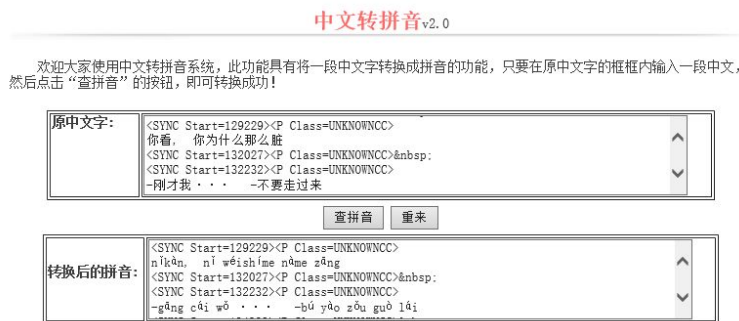 中文转拼音v2.0
欢迎大家使用中文转拼音系统，此功能具有将一段中文字转换成拼音的功能，只要在原中文字的框框内输入一段中文，
然后点击“查拼音”的按钮，即可转换成功！
原中文字：
<SYNC Start=129229><P Class=UNKNOWNCC>
你看， 你为什么那么脏
<SYNC Start=132027><P Class=UNKNOWNCC>&nbsp;
<SYNC Start=132232><P Class=UNKNOWNCC>
-刚才我··· -不要走过来
查拼音 重来
转换后的拼音：
<SYNC Start=129229><P Class=UNKNOWNCC>
nǐkàn, nǐ wéishíme nàme zāng
<SYNC Start=132027><P Class=UNKNOWNCC>&nbsp;
<SYNC Start=132232><P Class=UNKNOWNCC>
-gāng cái wǒ ··· -bú yào zǒu guò lái